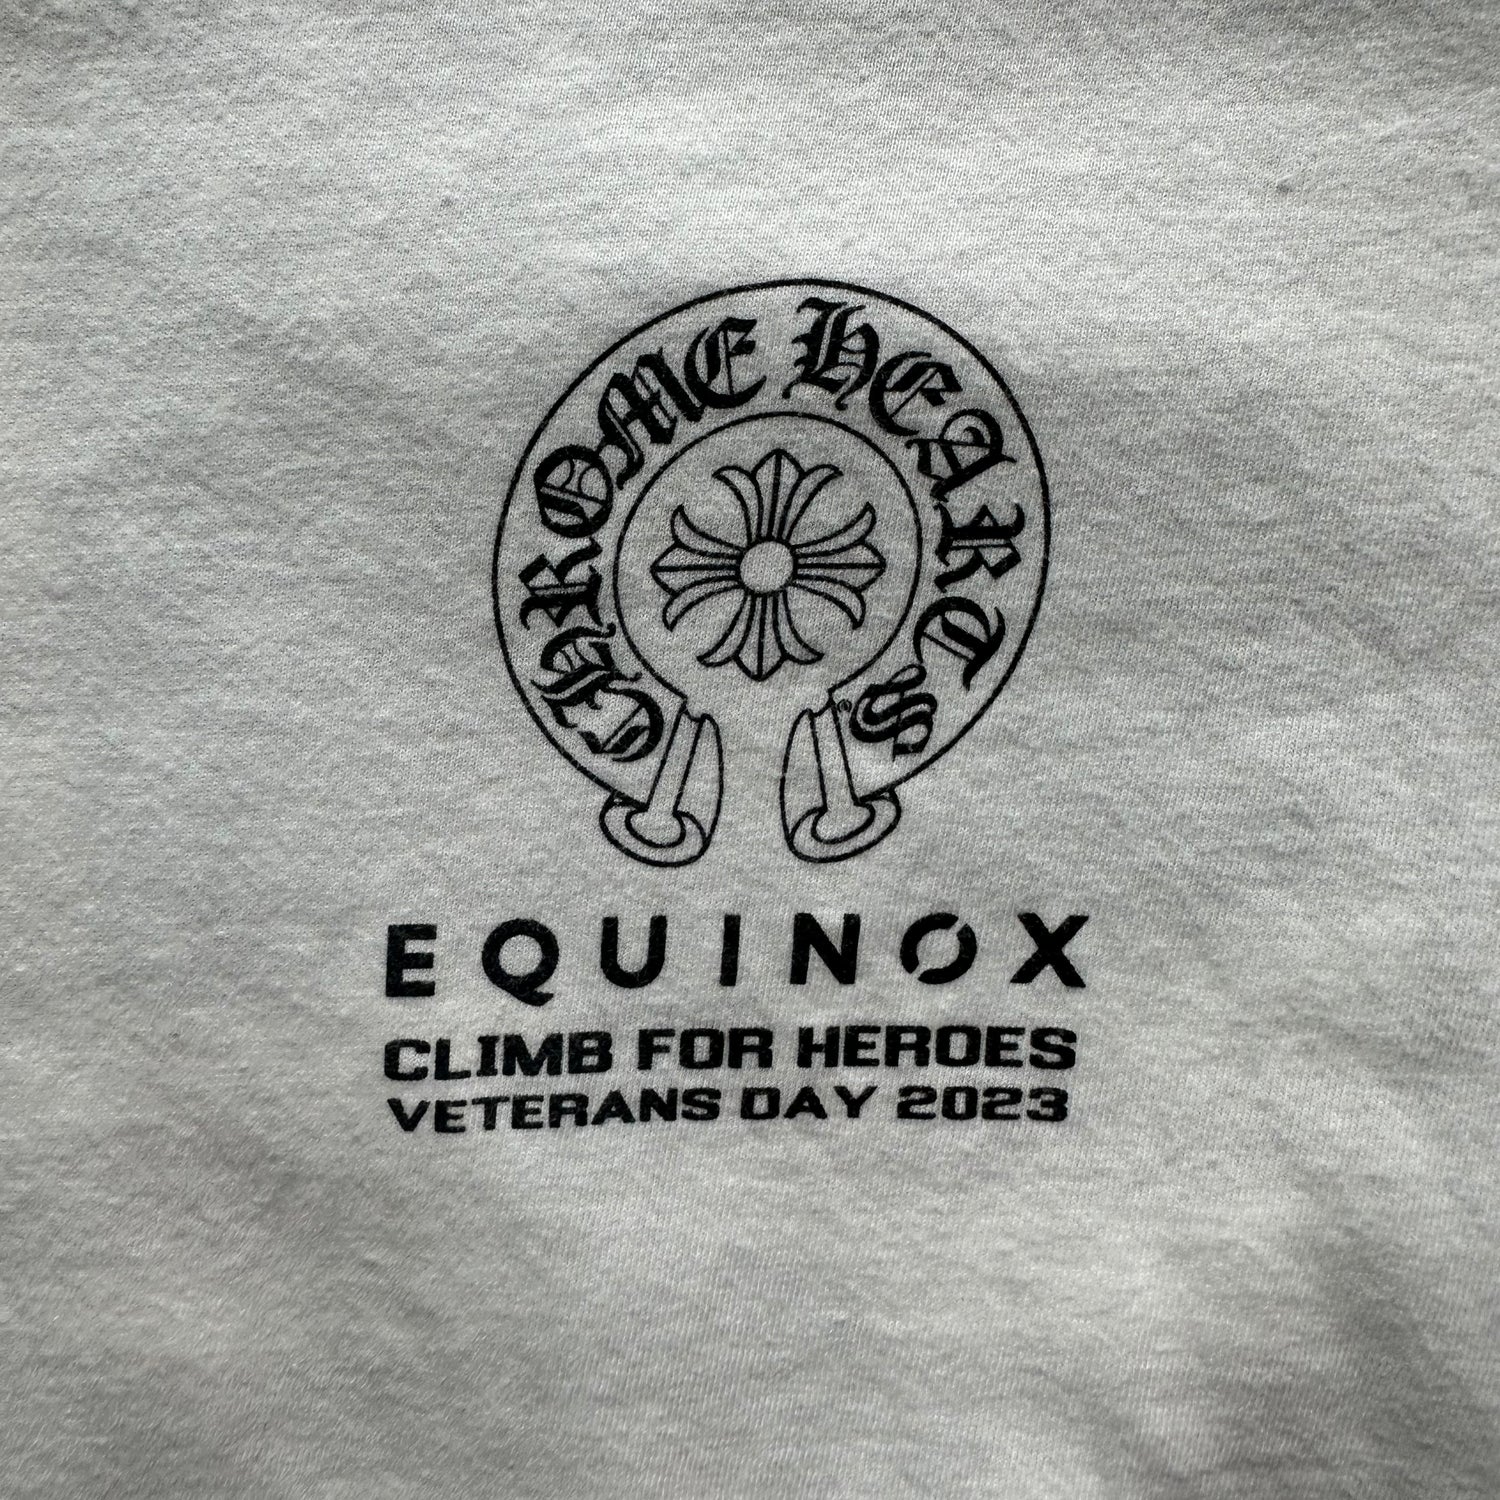 CHROME HEARTS®
EQUINOX
CLIMB FOR HEROES
VETERANS DAY 2023